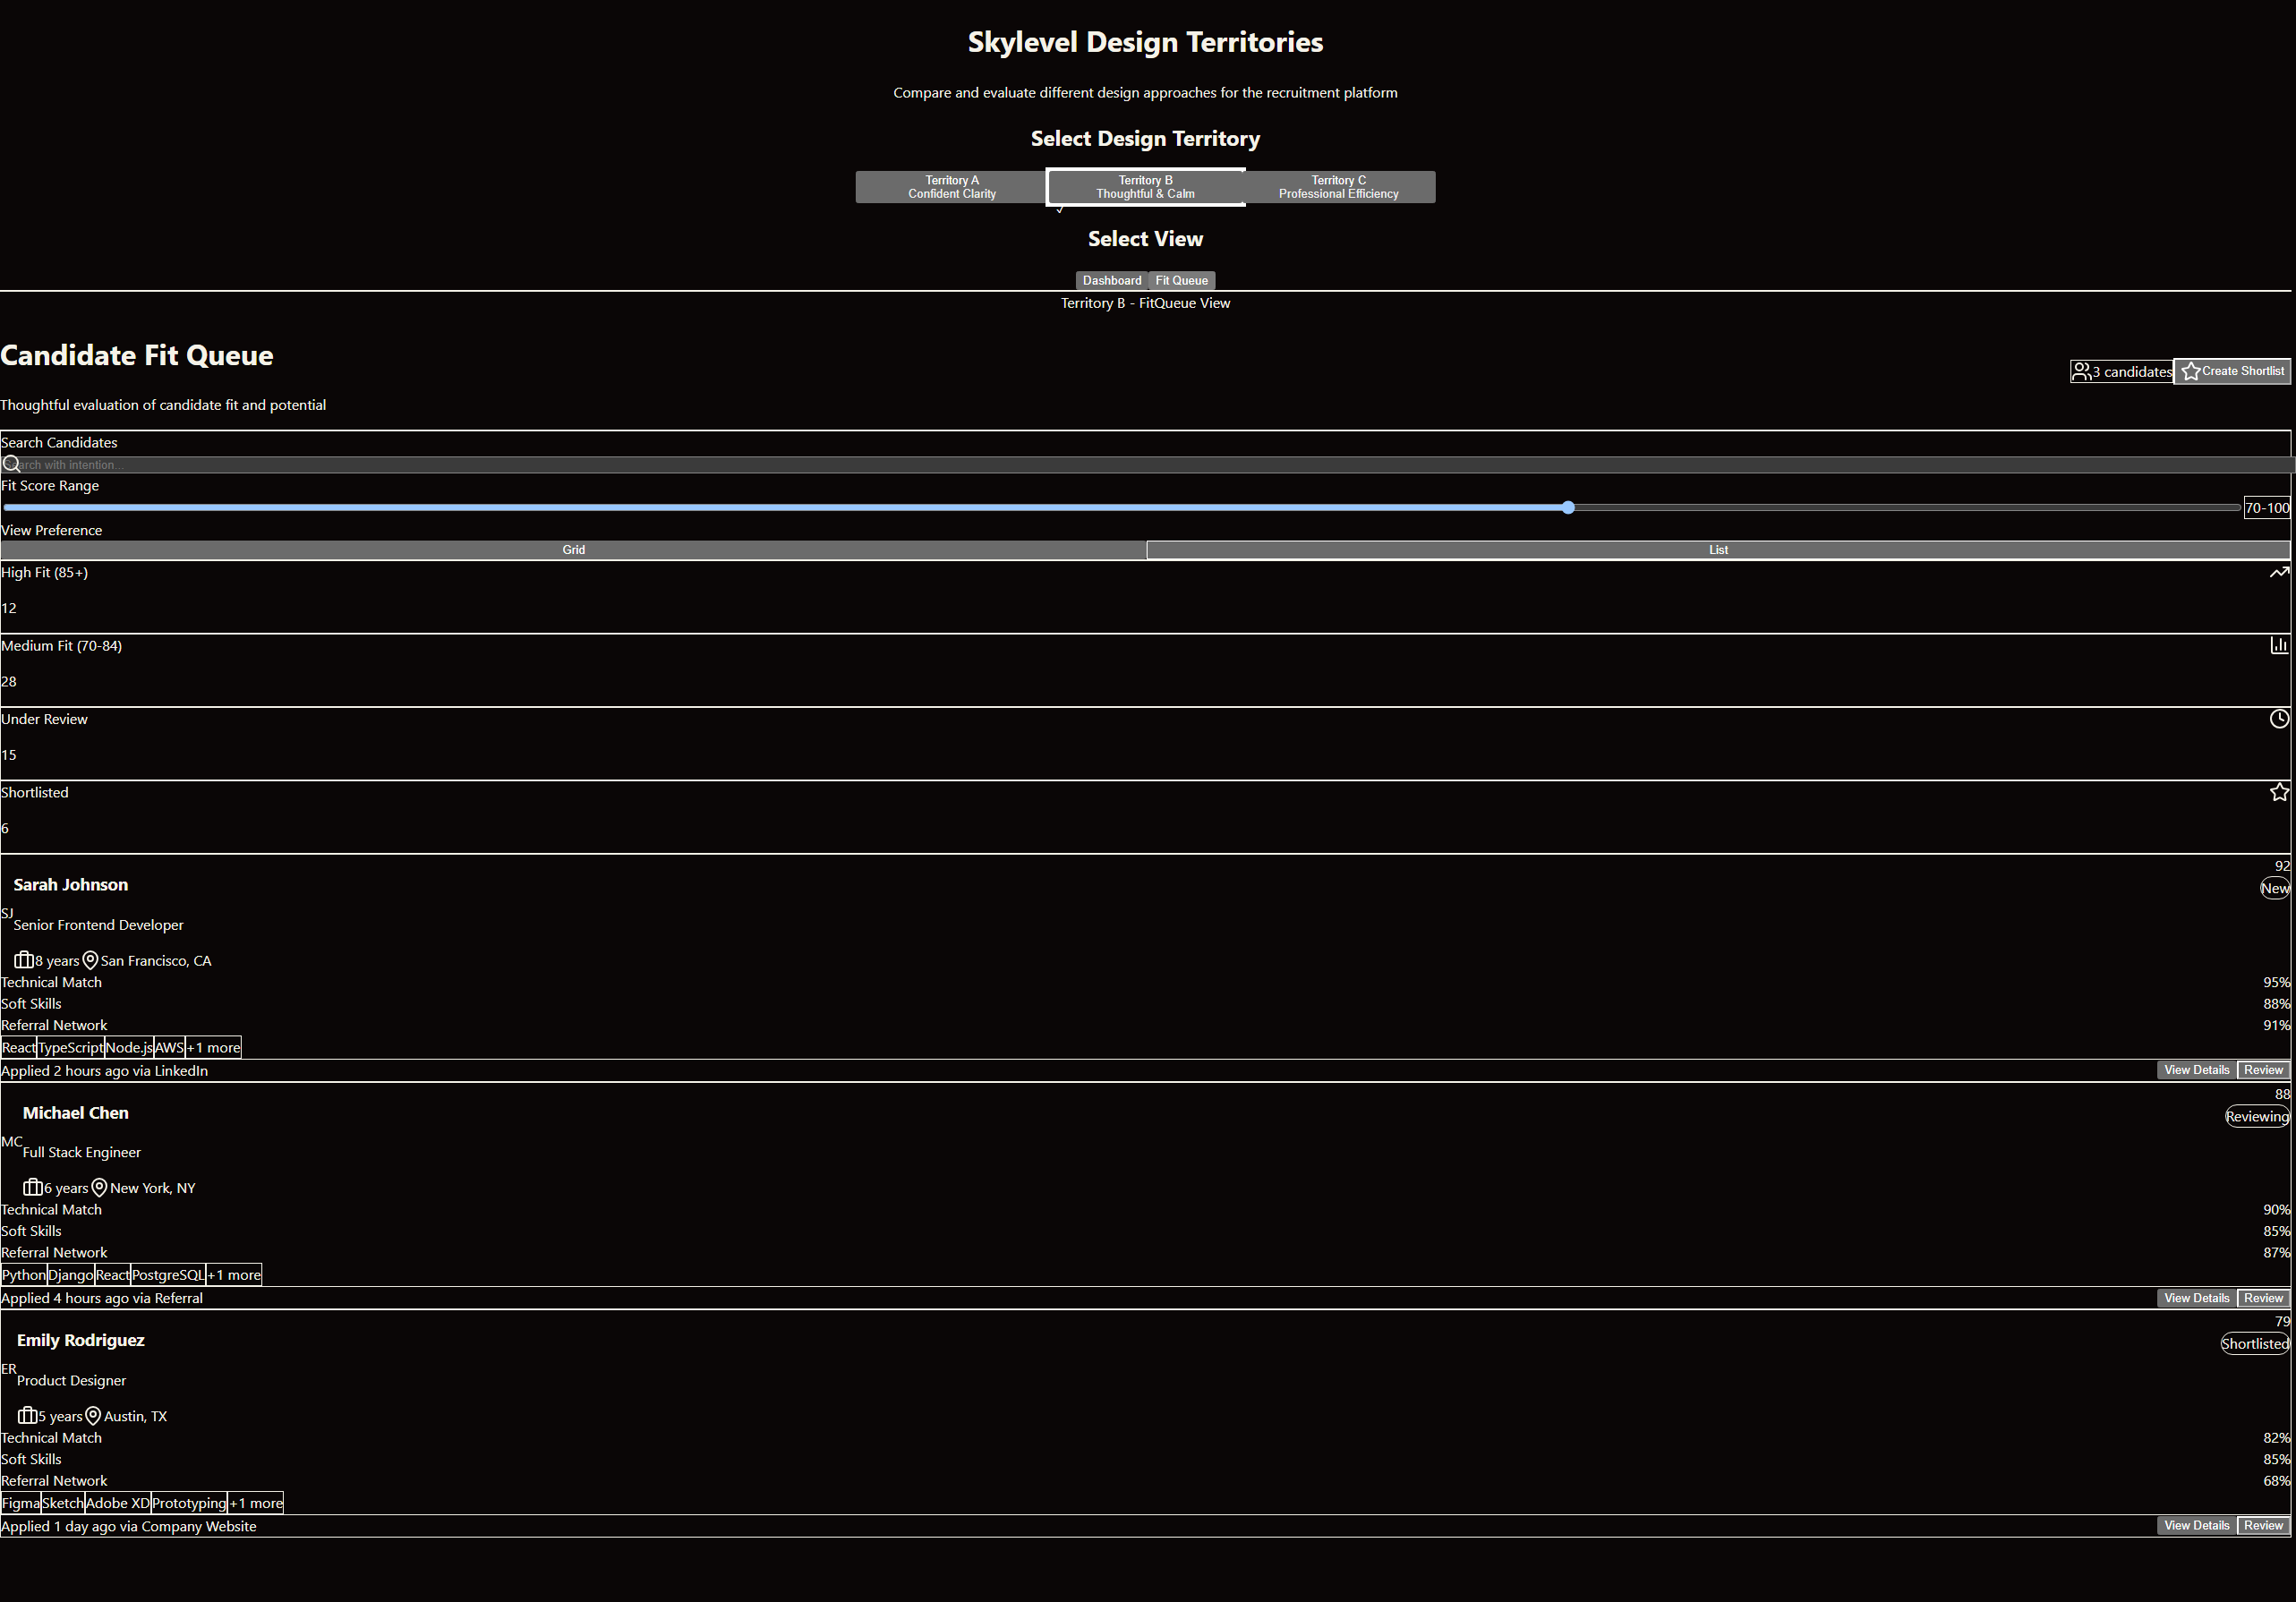 Skylevel Design Territories
Compare and evaluate different design approaches for the recruitment platform
Select Design Territory
Territory A
Confident Clarity
Territory B
Thoughtful & Calm
Territory C
Professional Efficiency
✓
Select View
Dashboard
Fit Queue
Territory B - FitQueue View
Candidate Fit Queue
3 candidates
Create Shortlist
Thoughtful evaluation of candidate fit and potential
Search Candidates
Search with intention...
Fit Score Range
70-100
View Preference
Grid
List
High Fit (85+)
12
Medium Fit (70-84)
28
Under Review
15
Shortlisted
6
92
Sarah Johnson
New
SJ
Senior Frontend Developer
8 years
San Francisco, CA
Technical Match 95%
Soft Skills 88%
Referral Network 91%
React TypeScript Node.js AWS +1 more
Applied 2 hours ago via LinkedIn
View Details
Review
88
Michael Chen
Reviewing
MC
Full Stack Engineer
6 years
New York, NY
Technical Match 90%
Soft Skills 85%
Referral Network 87%
Python Django React PostgreSQL +1 more
Applied 4 hours ago via Referral
View Details
Review
79
Emily Rodriguez
Shortlisted
ER
Product Designer
5 years
Austin, TX
Technical Match 82%
Soft Skills 85%
Referral Network 68%
Figma Sketch Adobe XD Prototyping +1 more
Applied 1 day ago via Company Website
View Details
Review